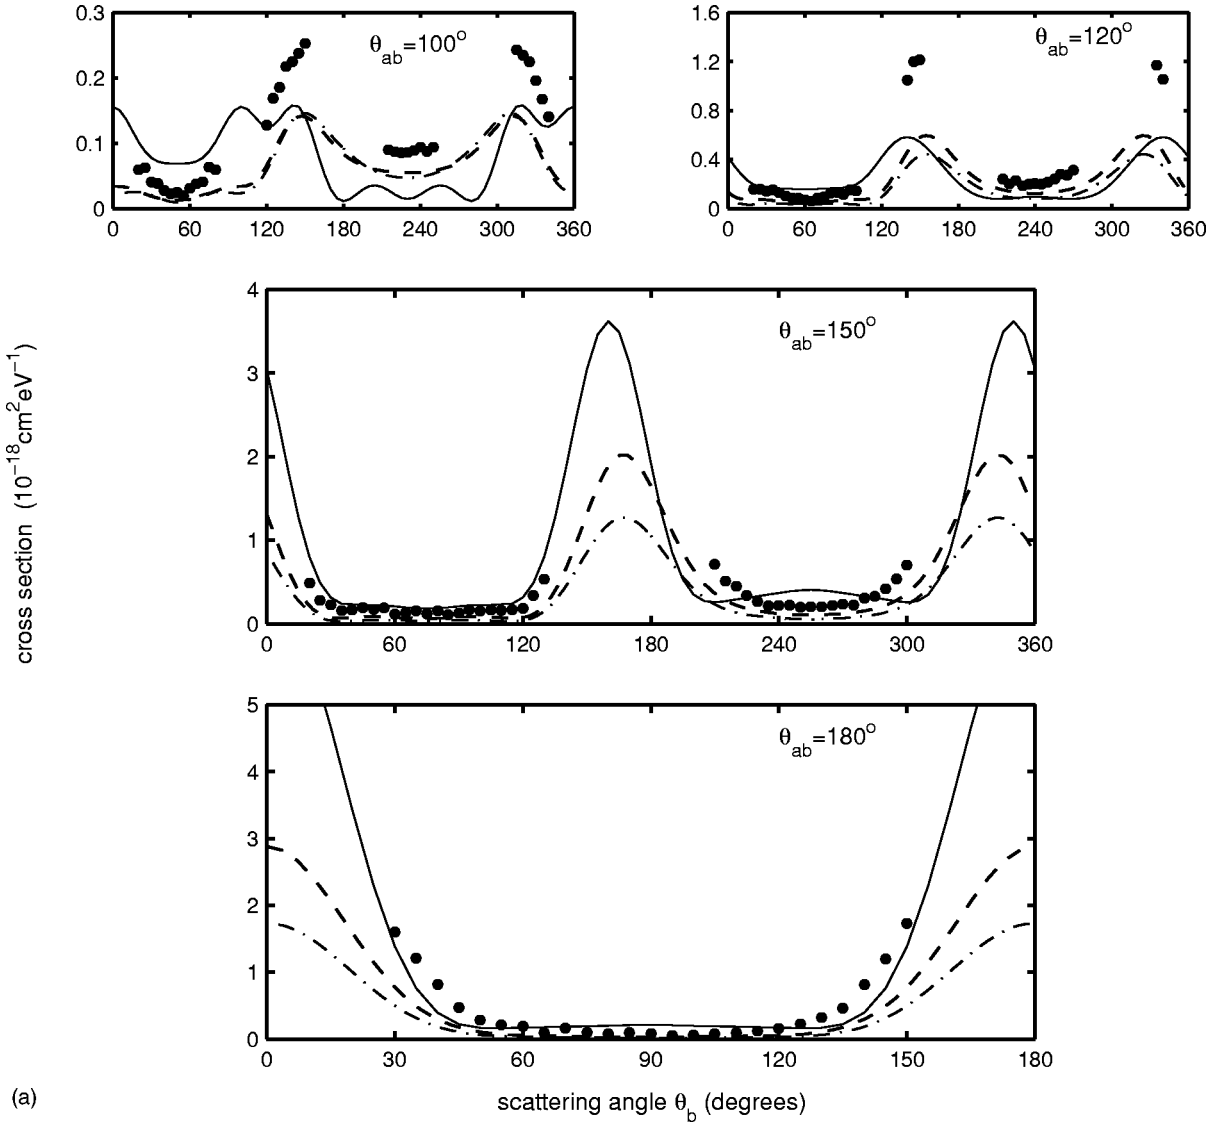 θab=100°
0.3
0.2
0.1
0
0 60 120 180 240 300 360
θab=120°
1.6
1.2
0.8
0.4
0
0 60 120 180 240 300 360
θab=150°
4
3
2
1
0
0 60 120 180 240 300 360
cross section (10⁻¹⁸cm²eV⁻¹)
θab=180°
5
4
3
2
1
0
0 30 60 90 120 150 180
(a)
scattering angle θb (degrees)